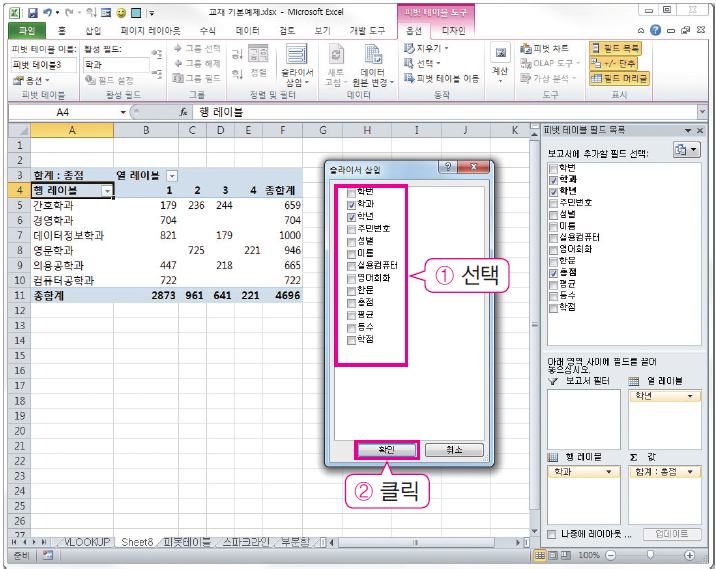 교재 기본예제.xlsx - Microsoft Excel
피벗 테이블 도구
파일 홈 삽입 페이지 레이아웃 수식 데이터 검토 보기 개발 도구 옵션 디자인
피벗 테이블 이름:
피벗 테이블3
옵션
피벗 테이블
활성 필드:
학과
필드 설정
활성 필드
그룹 선택
그룹 해제
그룹 필드
그룹
정렬
슬라이서
삽입
정렬 및 필터
새로
고침
데이터
원본 변경
데이터
지우기
선택
피벗 테이블 이동
동작
계산
피벗 차트
OLAP 도구
가상 분석
도구
필드 목록
+/- 단추
필드 머리글
표시
A4 fx 행 레이블
A B C D E F G H I J K
1
2
3 합계 : 총점 열 레이블
4 행 레이블 1 2 3 4 총합계
5 간호학과 179 236 244 659
6 경영학과 704 704
7 데이터정보학과 821 179 1000
8 영문학과 725 221 946
9 의용공학과 447 218 665
10 컴퓨터공학과 722 722
11 총합계 2873 961 641 221 4696
12
13
14
15
16
17
18
19
20
21
22
23
24
25
26
27
슬라이서 삽입
학번
학과
학년
주민번호
성별
이름
실용컴퓨터
영어회화
한문
총점
평균
등수
학점
확인 취소
① 선택
② 클릭
피벗 테이블 필드 목록
보고서에 추가할 필드 선택:
학번
학과
학년
주민번호
성별
이름
실용컴퓨터
영어회화
한문
총점
평균
등수
학점
아래 영역 사이에 필드를 끌어
놓으십시오.
보고서 필터 열 레이블
학년
행 레이블 Σ 값
학과 합계 : 총점
나중에 레이아웃 ... 업데이트
VLOOKUP Sheet8 피봇테이블 스파크라인 부분합
준비 100%